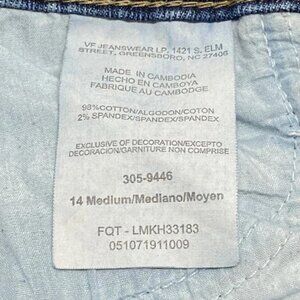 VF JEANSWEAR LP. 1421 S. ELM
STREET, GREENSBORO, NC 27406
MADE IN CAMBODIA
HECHO EN CAMBOYA
FABRIQUE AU CAMBODGE
98%COTTON/ALGODON/COTON
2% SPANDEX/SPANDEX/SPANDEX
EXCLUSIVE OF DECORATION/EXCEPTO
DECORACION/GARNITURE NON COMPRISE
305-9446
14 Medium/Mediano/Moyen
FQT - LMKH33183
051071911009